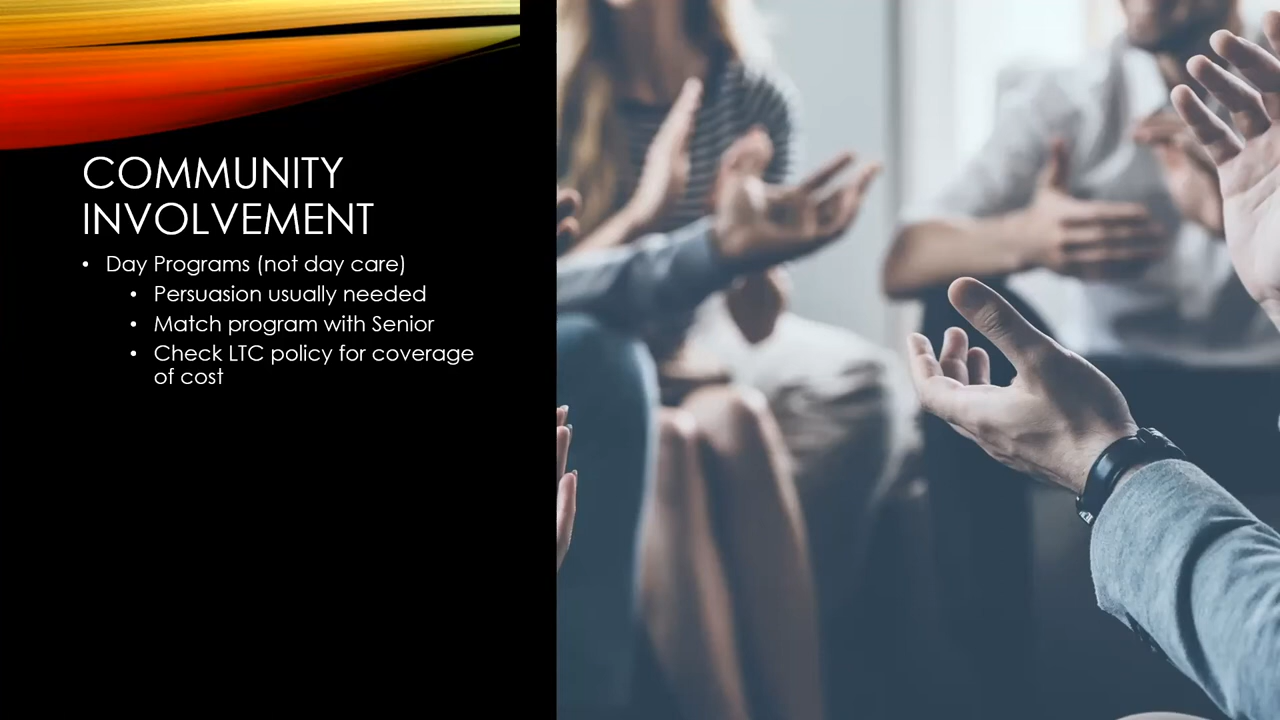 COMMUNITY
INVOLVEMENT
• Day Programs (not day care)
• Persuasion usually needed
• Match program with Senior
• Check LTC policy for coverage
of cost